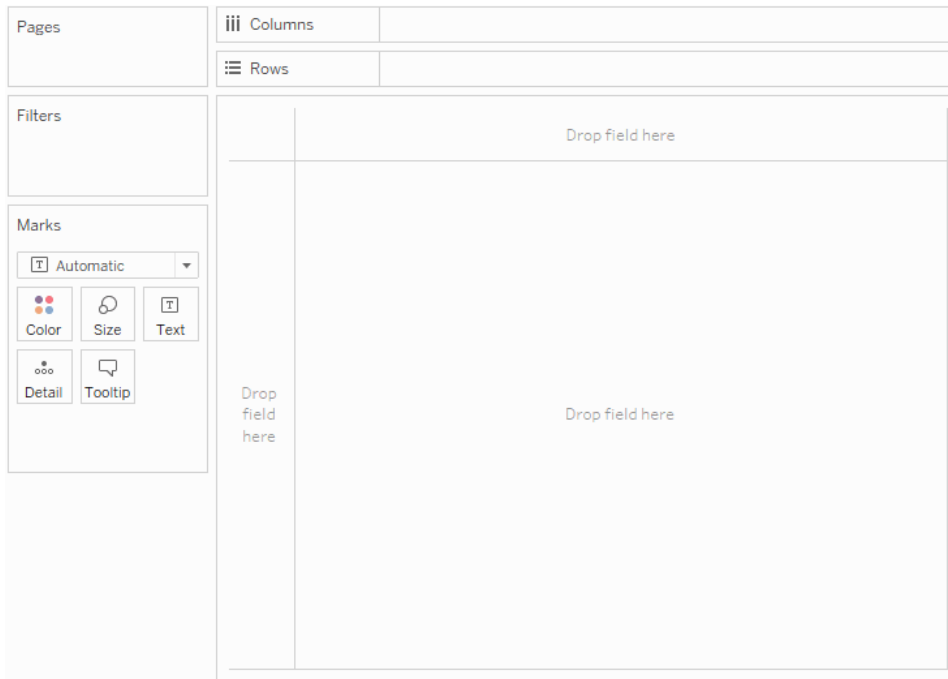 Pages
Columns
Rows
Filters
Drop field here
Marks
T Automatic
Color Size T Text
Detail Tooltip
Drop
field
here
Drop field here